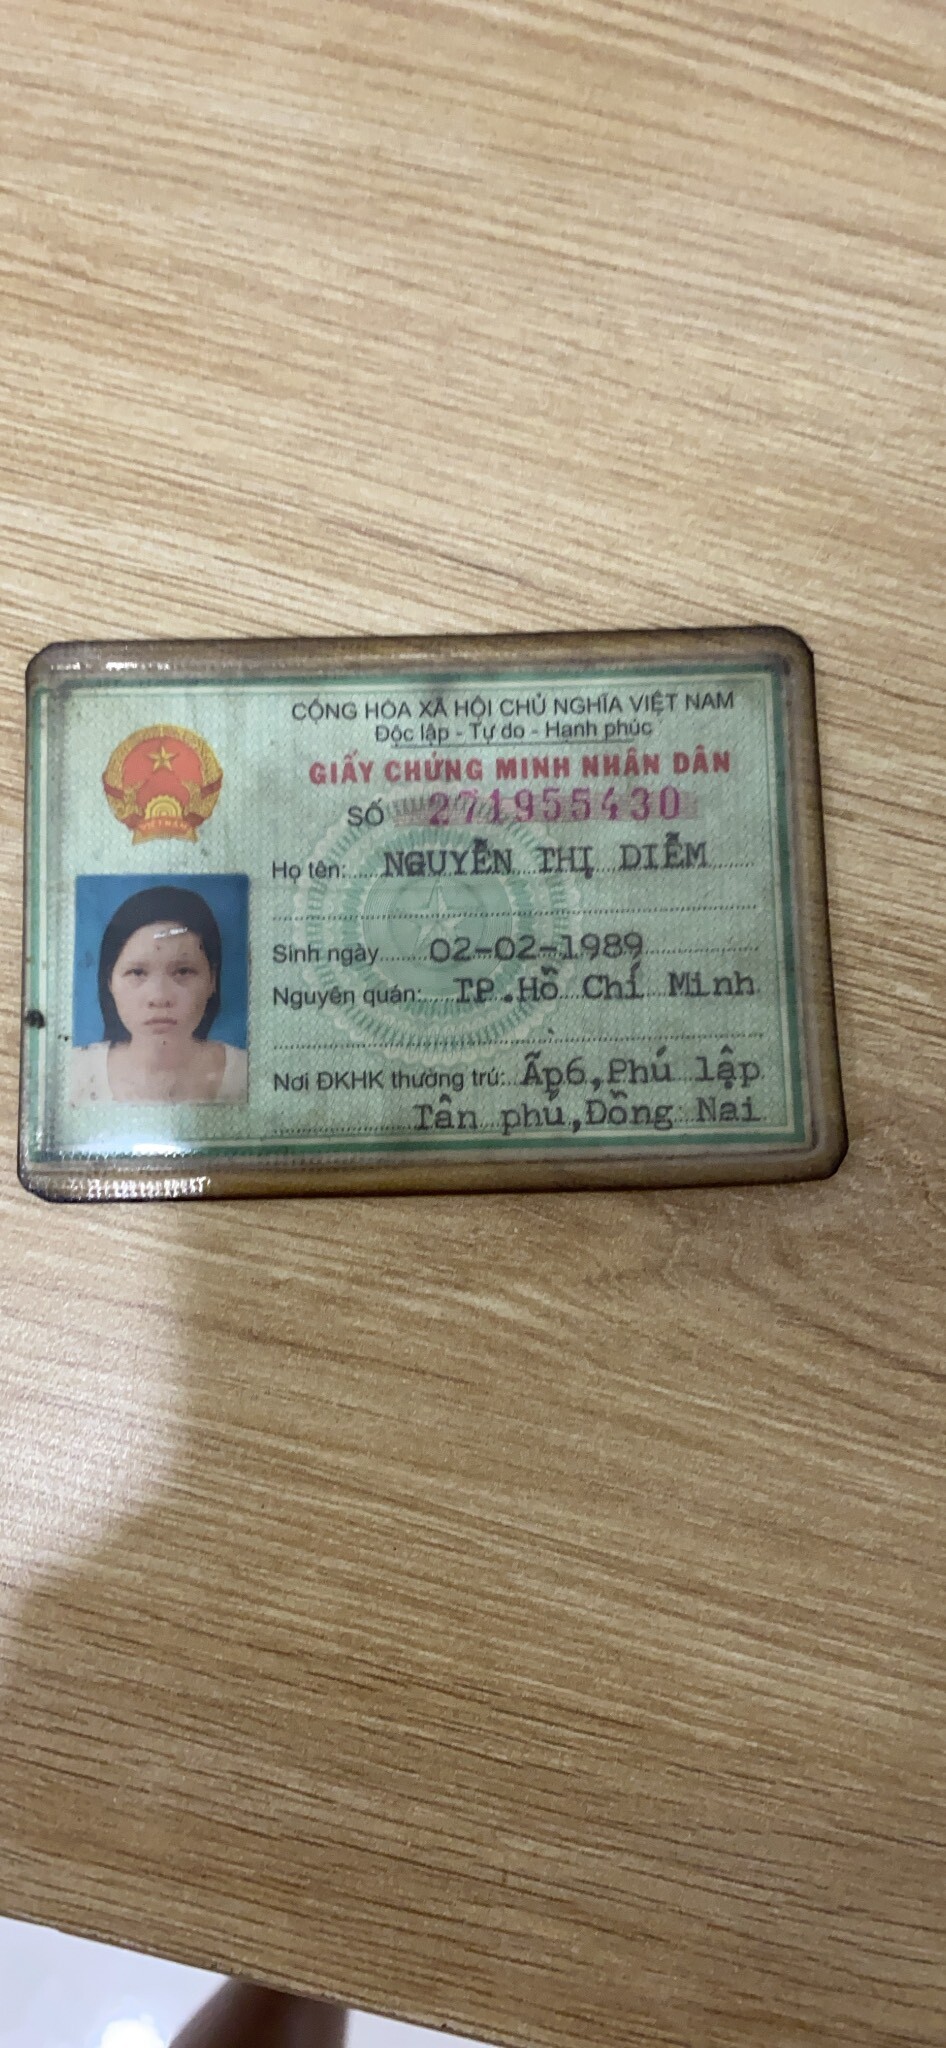 CỘNG HÒA XÃ HỘI CHỦ NGHĨA VIỆT NAM
Độc lập - Tự do - Hạnh phúc
GIẤY CHỨNG MINH NHÂN DÂN
SỐ 271955430
Họ tên: NGUYỄN THỊ DIỄM
Sinh ngày 02-02-1989
Nguyên quán: TP.Hồ Chí Minh
Nơi ĐKHK thường trú: Ấp6,Phú lập
Tân phú,Đồng Nai
VIỆT NAM